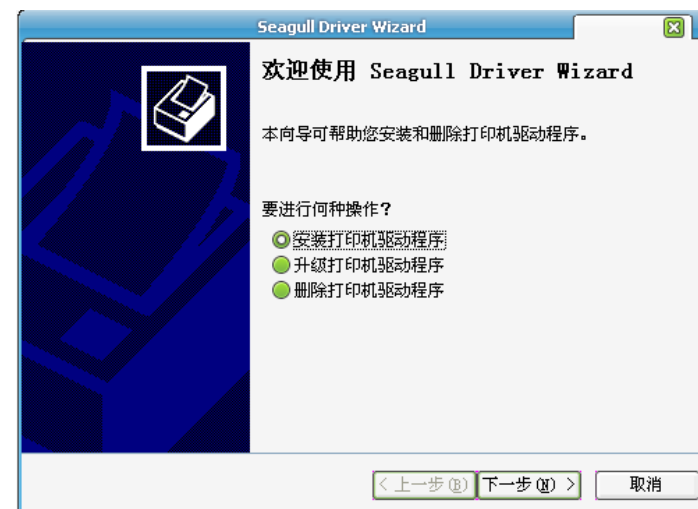 Seagull Driver Wizard
欢迎使用 Seagull Driver Wizard
本向导可帮助您安装和删除打印机驱动程序。
要进行何种操作?
安装打印机驱动程序
升级打印机驱动程序
删除打印机驱动程序
< 上一步(B) 下一步(N) > 取消